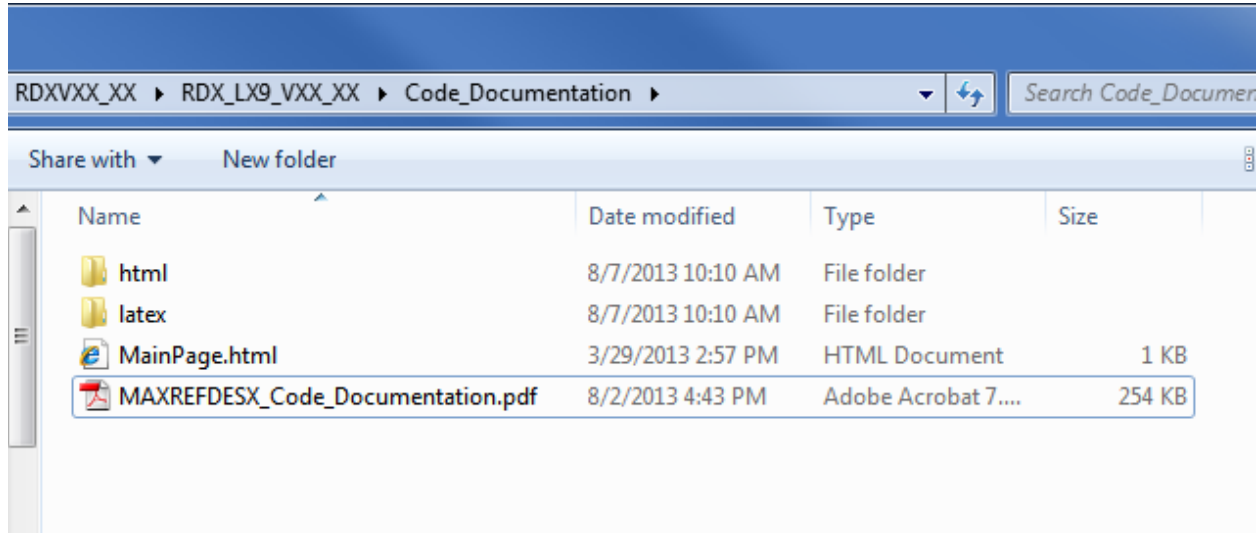 RDXVXX_XX RDX_LX9_VXX_XX Code_Documentation Search Code_Documen
Share with New folder
Name Date modified Type Size
html 8/7/2013 10:10 AM File folder
latex 8/7/2013 10:10 AM File folder
MainPage.html 3/29/2013 2:57 PM HTML Document 1 KB
MAXREFDESX_Code_Documentation.pdf 8/2/2013 4:43 PM Adobe Acrobat 7.... 254 KB